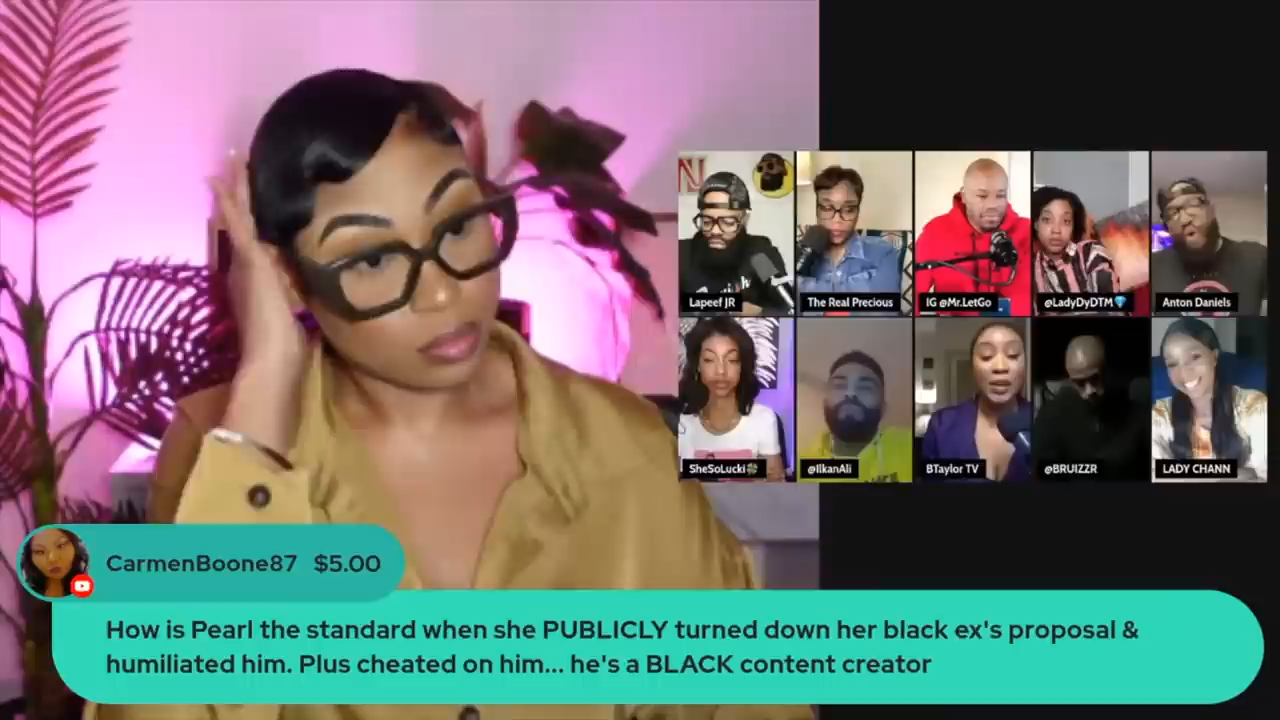 N
Lapeef JR
The Real Precious
IG @Mr.LetGo
@LadyDyDTM💎
Anton Daniels
SheSoLucki🍀
@IlkanAli
BTaylor TV
@BRUIZZR
LADY CHANN
CarmenBoone87 $5.00
How is Pearl the standard when she PUBLICLY turned down her black ex's proposal &
humiliated him. Plus cheated on him... he's a BLACK content creator